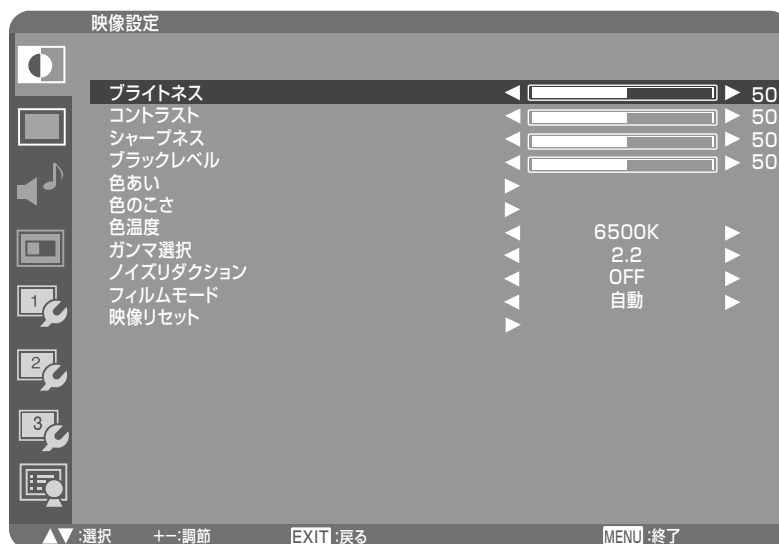 映像設定
ブライトネス 50
コントラスト 50
シャープネス 50
ブラックレベル 50
色あい
色のこさ
色温度 6500K
ガンマ選択 2.2
ノイズリダクション OFF
フィルムモード 自動
映像リセット
1
2
3
▲▼:選択 +-:調節 EXIT:戻る MENU:終了